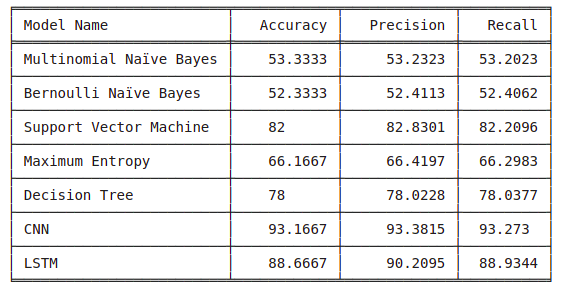 Model Name Accuracy Precision Recall
Multinomial Naïve Bayes 53.3333 53.2323 53.2023
Bernoulli Naïve Bayes 52.3333 52.4113 52.4062
Support Vector Machine 82 82.8301 82.2096
Maximum Entropy 66.1667 66.4197 66.2983
Decision Tree 78 78.0228 78.0377
CNN 93.1667 93.3815 93.273
LSTM 88.6667 90.2095 88.9344